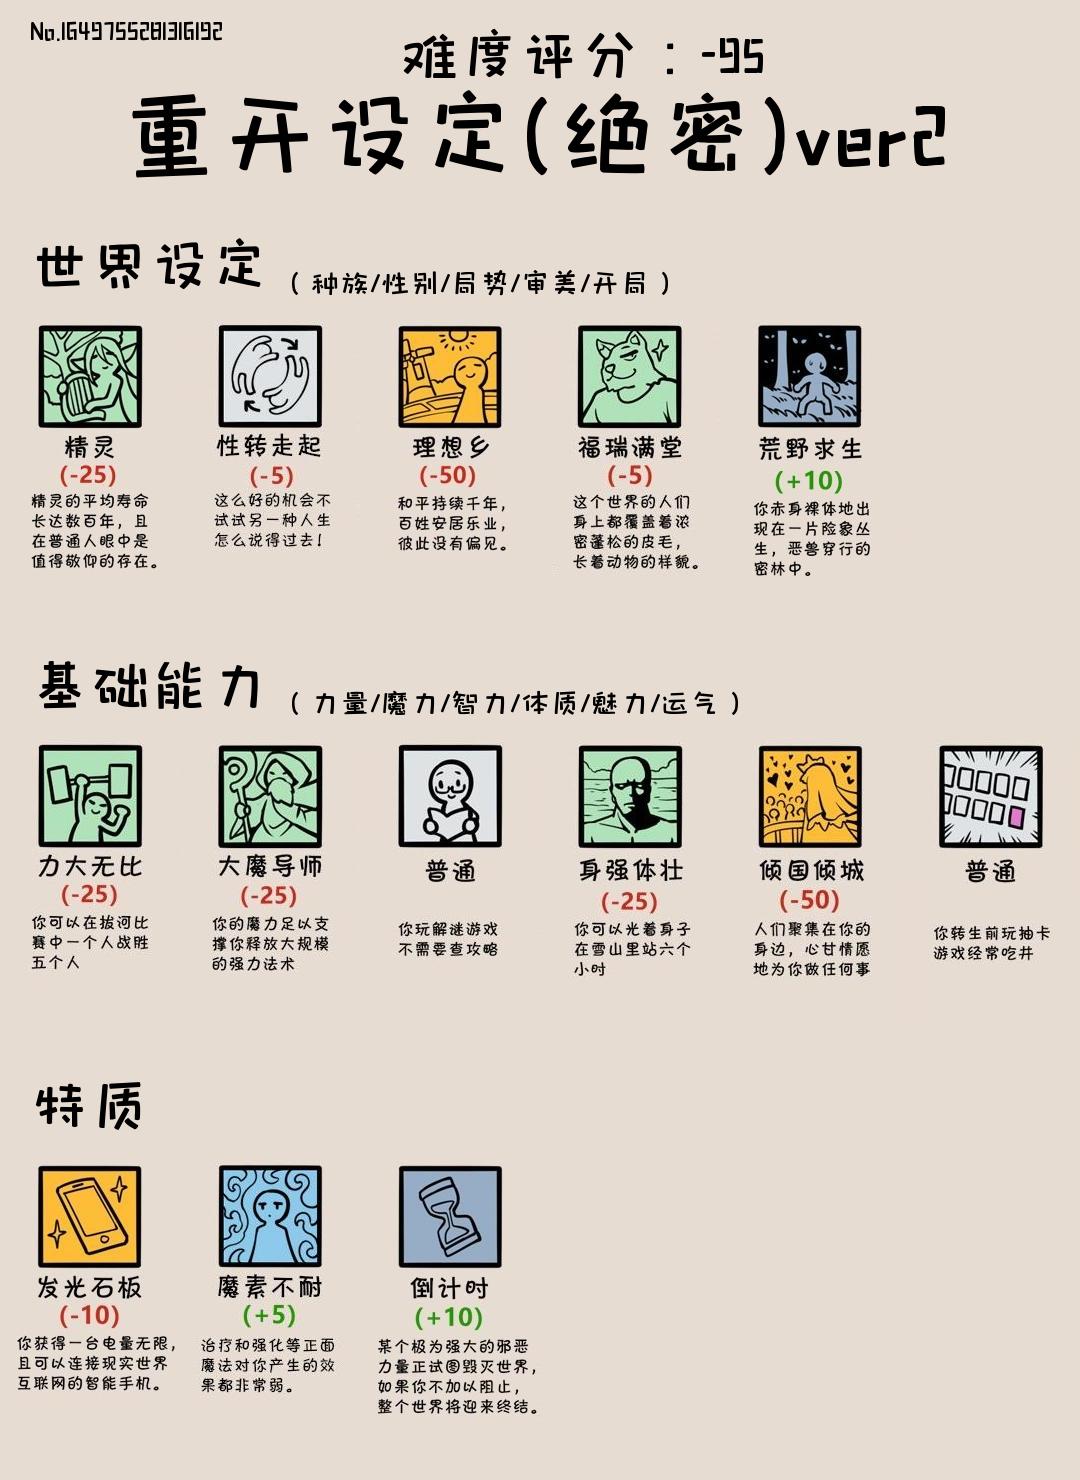 No.1649755281316192
难度评分：-95
重开设定(绝密)ver2
世界设定（种族/性别/局势/审美/开局）
精灵
(-25)
精灵的平均寿命
长达数百年，且
在普通人眼中是
值得敬仰的存在。
性转走起
(-5)
这么好的机会不
试试另一种人生
怎么说得过去！
理想乡
(-50)
和平持续千年，
百姓安居乐业，
彼此没有偏见。
福瑞满堂
(-5)
这个世界的人们
身上都覆盖着浓
密蓬松的皮毛，
长着动物的样貌。
荒野求生
(+10)
你赤身裸体地出
现在一片险象丛
生，恶兽穿行的
密林中。
基础能力（力量/魔力/智力/体质/魅力/运气）
力大无比
(-25)
你可以在拔河比
赛中一个人战胜
五个人
大魔导师
(-25)
你的魔力足以支
撑你释放大规模
的强力法术
普通
你玩解谜游戏
不需要查攻略
身强体壮
(-25)
你可以光着身子
在雪山里站六个
小时
倾国倾城
(-50)
人们聚集在你的
身边，心甘情愿
地为你做任何事
普通
你转生前玩抽卡
游戏经常吃井
特质
发光石板
(-10)
你获得一台电量无限，
且可以连接现实世界
互联网的智能手机。
魔素不耐
(+5)
治疗和强化等正面
魔法对你产生的效
果都非常弱。
倒计时
(+10)
某个极为强大的邪恶
力量正试图毁灭世界，
如果你不加以阻止，
整个世界将迎来终结。